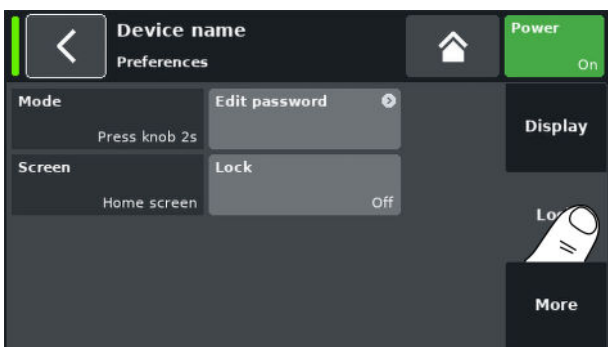 Device name
Preferences
Power
On
Mode
Press knob 2s
Edit password
Screen
Home screen
Lock
Off
Display
More